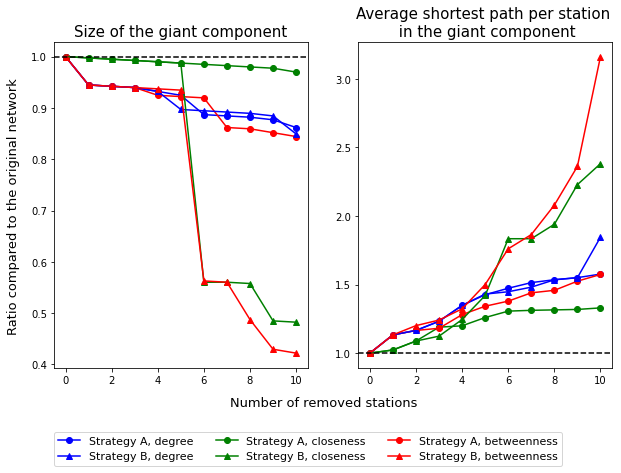 Size of the giant component
Average shortest path per station
in the giant component
Ratio compared to the original network
1.0
0.9
0.8
0.7
0.6
0.5
0.4
0 2 4 6 8 10
3.0
2.5
2.0
1.5
1.0
0 2 4 6 8 10
Number of removed stations
Strategy A, degree
Strategy B, degree
Strategy A, closeness
Strategy B, closeness
Strategy A, betweenness
Strategy B, betweenness